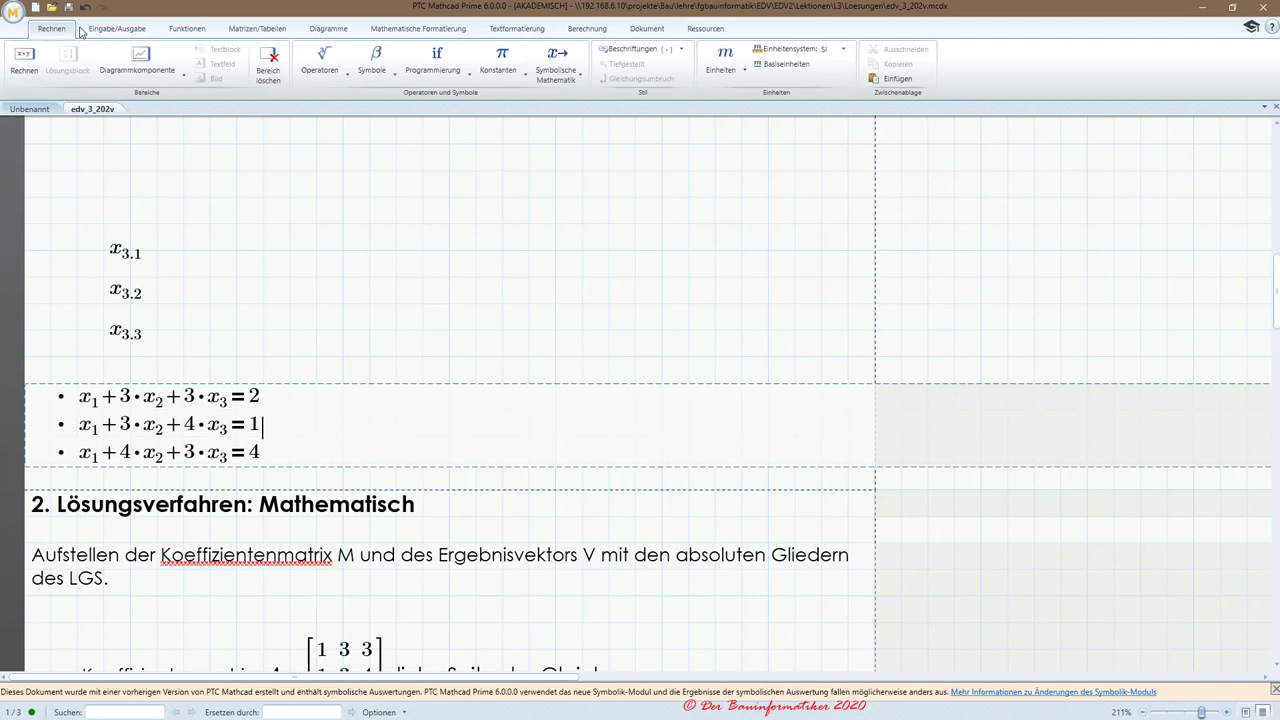 PTC Mathcad Prime 6.0.0.0 - [AKADEMISCH] - \\192.168.6.10\projekte\Bau\lehre\fgbauinformatik\EDV\EDV2\Lektionen\L3\Loesungen\edv_3_202v.mcdx
Rechnen Eingabe/Ausgabe Funktionen Matrizen/Tabellen Diagramme Mathematische Formatierung Textformatierung Berechnung Dokument Ressourcen
Rechnen Lösungsblock Diagrammkomponente Textblock Textfeld Bild Bereich löschen
Operatoren Symbole Programmierung Konstanten Symbolische Mathematik
Beschriftungen ( - ) Tiefgestellt Gleichungsumbruch
Einheiten Einheitensystem: SI Basiseinheiten
Ausschneiden Kopieren Einfügen
Bereiche Operatoren und Symbole Stil Einheiten Zwischenablage
Unbenannt edv_3_202v
x₃.₁
x₃.₂
x₃.₃
• x₁+3·x₂+3·x₃=2
• x₁+3·x₂+4·x₃=1
• x₁+4·x₂+3·x₃=4
2. Lösungsverfahren: Mathematisch
Aufstellen der Koeffizientenmatrix M und des Ergebnisvektors V mit den absoluten Gliedern
des LGS.
1 3 3
Dieses Dokument wurde mit einer vorherigen Version von PTC Mathcad erstellt und enthält symbolische Auswertungen. PTC Mathcad Prime 6.0.0.0 verwendet das neue Symbolik-Modul und die Ergebnisse der symbolischen Auswertung fallen möglicherweise anders aus. Mehr Informationen zu Änderungen des Symbolik-Moduls
1 / 3 Suchen: Ersetzen durch: Optionen © Der Bauinformatiker 2020 211%